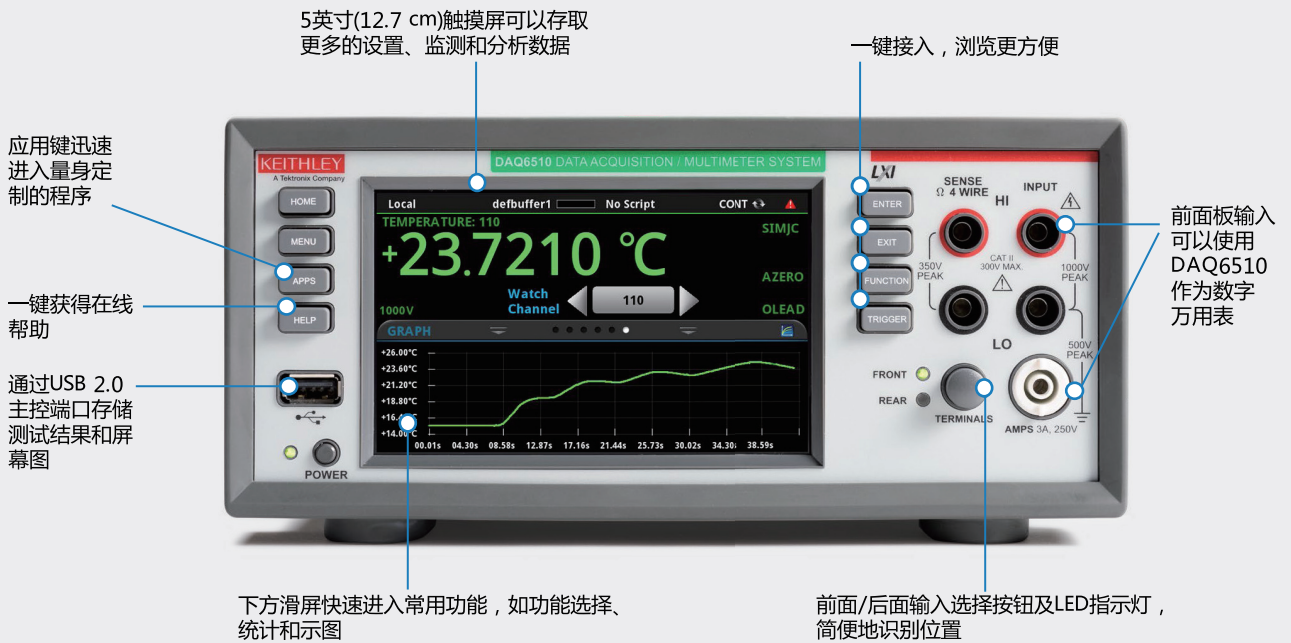 5英寸(12.7 cm)触摸屏可以存取
更多的设置、监测和分析数据
一键接入，浏览更方便
应用键迅速
进入量身定
制的程序
一键获得在线
帮助
通过USB 2.0
主控端口存储
测试结果和屏
幕图
KEITHLEY
A Tektronix Company
DAQ6510 DATA ACQUISITION / MULTIMETER SYSTEM
HOME
MENU
APPS
HELP
POWER
Local defbuffer1 No Script CONT
TEMPERATURE: 110
+23.7210 °C
SIMJC
AZERO
OLEAD
Watch
Channel
110
1000V
GRAPH
+26.00°C
+23.60°C
+21.20°C
+18.80°C
+14.00°C
00.01s 04.30s 08.58s 12.87s 17.16s 21.44s 25.73s 30.02s 34.30s 38.59s
LXI
ENTER
EXIT
FUNCTION
TRIGGER
SENSE
Ω 4 WIRE
INPUT
HI
350V
PEAK
CAT II
300V MAX.
1000V
PEAK
LO
500V
PEAK
FRONT
REAR
TERMINALS
AMPS 3A, 250V
前面板输入
可以使用
DAQ6510
作为数字
万用表
下方滑屏快速进入常用功能，如功能选择、
统计和示图
前面/后面输入选择按钮及LED指示灯，
简便地识别位置